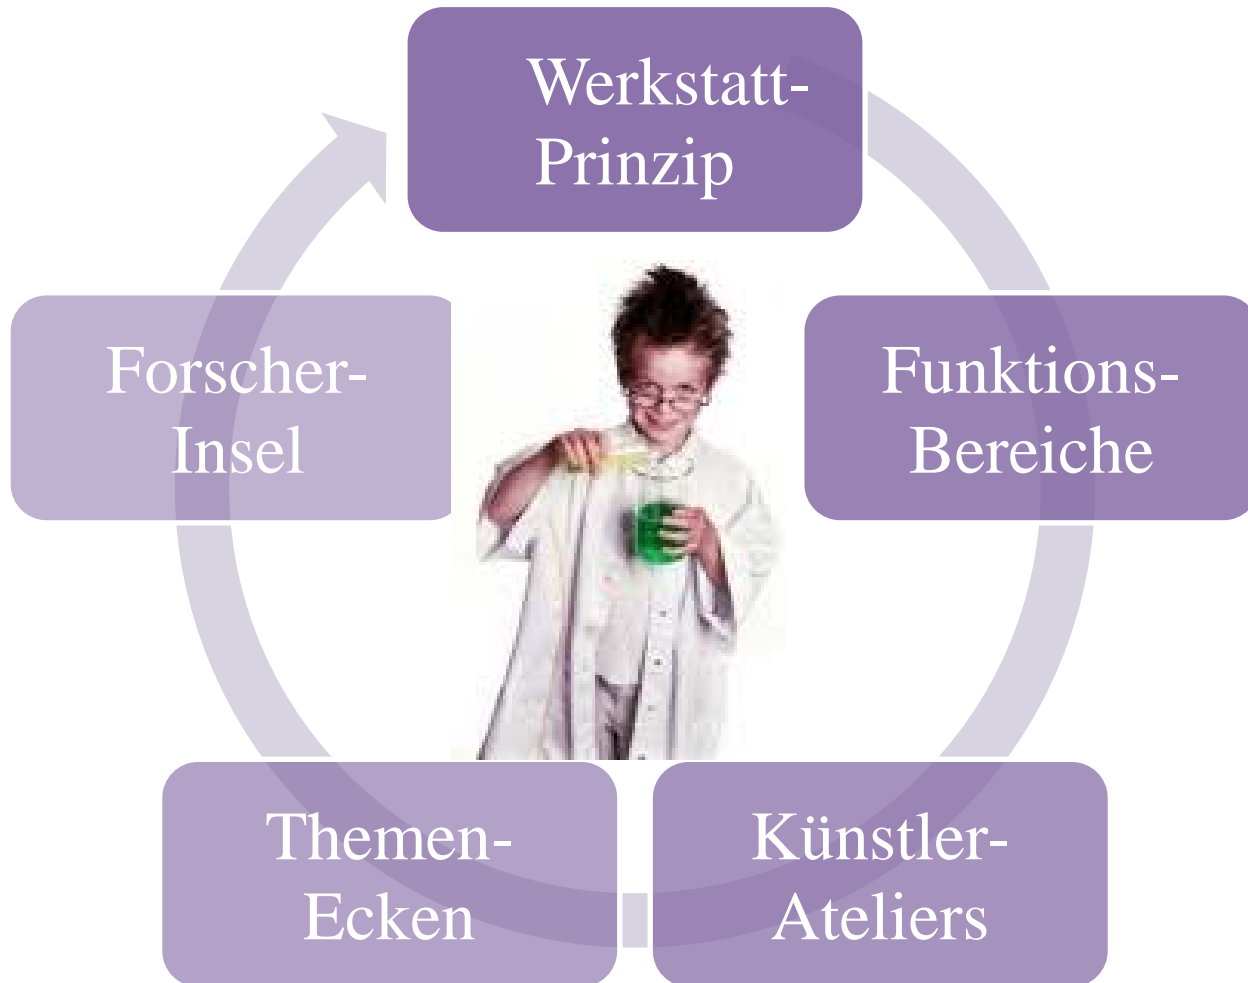 Werkstatt-
Prinzip
Funktions-
Bereiche
Künstler-
Ateliers
Themen-
Ecken
Forscher-
Insel